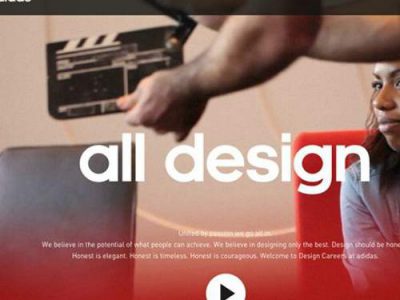 adidas
all design
United by passion we go all in.
We believe in the potential of what people can achieve. We believe in designing only the best. Design should be hone
Honest is elegant. Honest is timeless. Honest is courageous. Welcome to Design Careers at adidas.